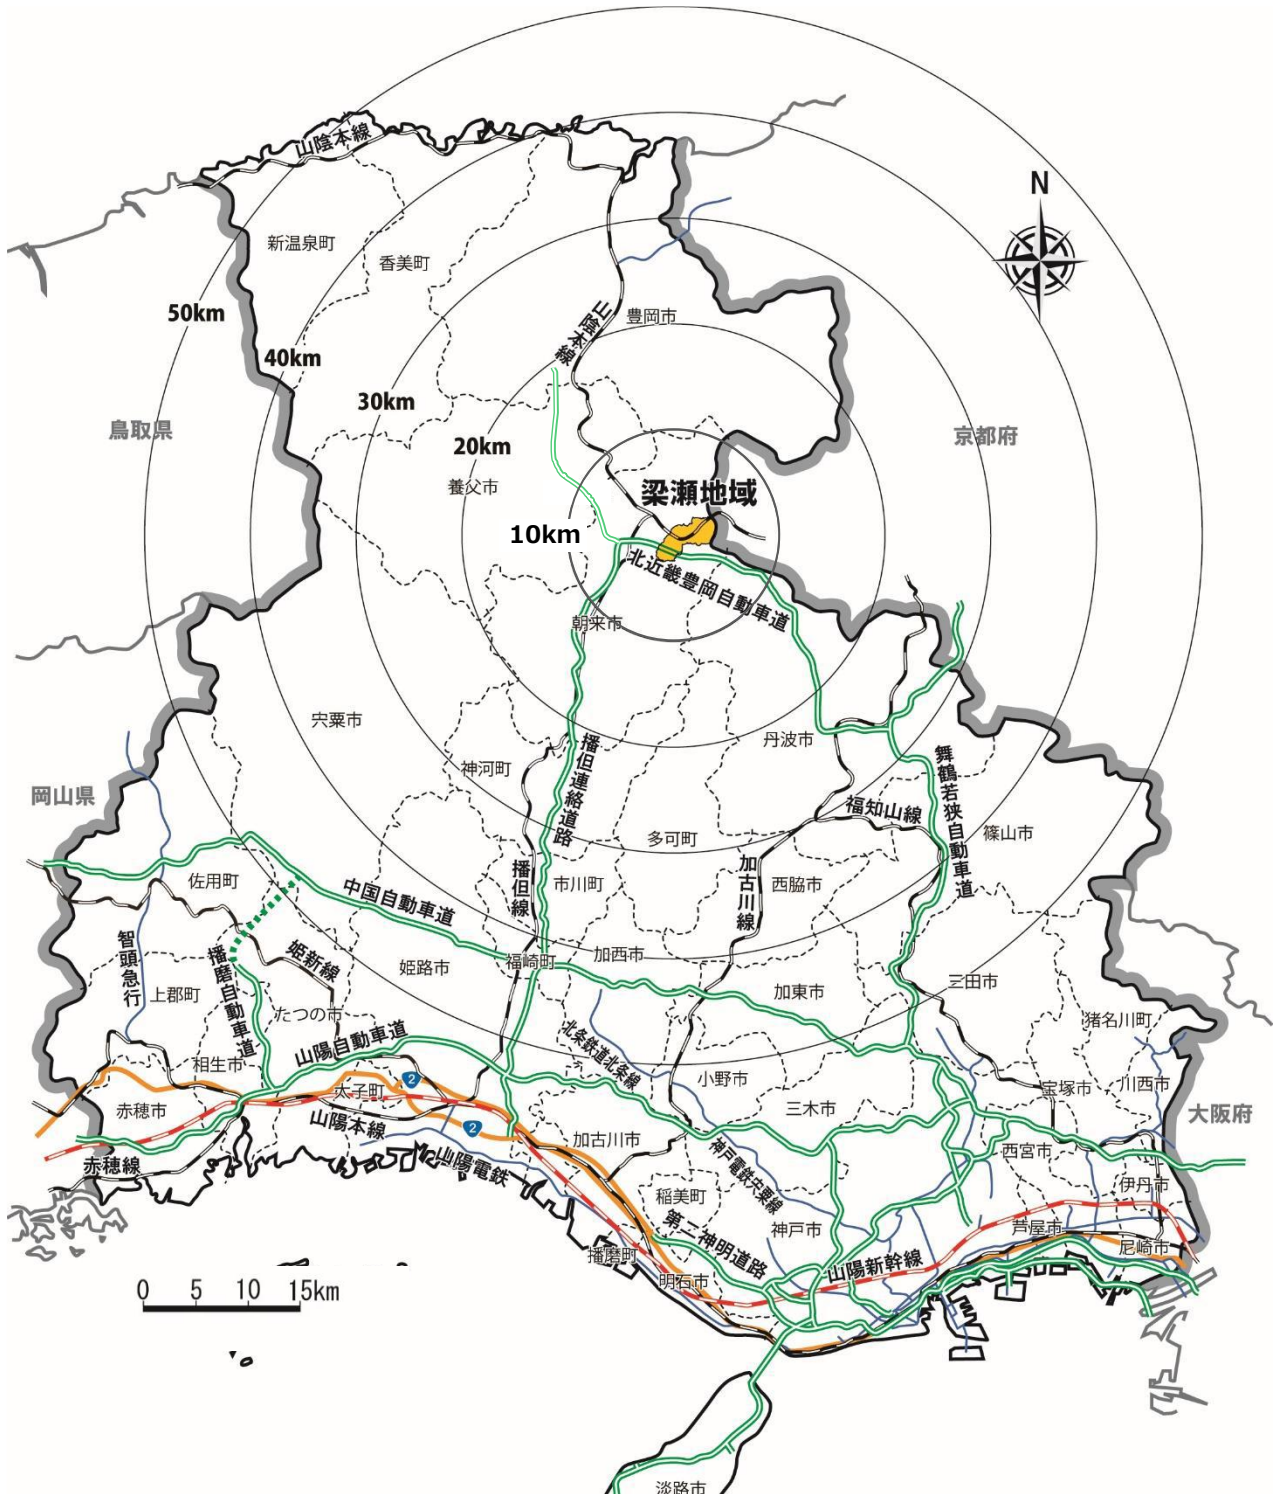 山陰本線
N
新温泉町
香美町
50km
豊岡市
山陰本線
40km
30km
鳥取県
京都府
20km
養父市
梁瀬地域
10km
北近畿豊岡自動車道
朝来市
宍粟市
丹波市
播但連絡道路
神河町
舞鶴若狭自動車道
岡山県
福知山線
篠山市
多可町
加古川線
播但線
佐用町
中国自動車道
市川町
西脇市
智頭急行
播磨自動車道
姫新線
姫路市
福崎町
加西市
三田市
上郡町
加東市
たつの市
猪名川町
山陽自動車道
北条鉄道北条線
相生市
小野市
2
太子町
宝塚市
川西市
赤穂市
三木市
大阪府
山陽本線
2
加古川市
神戸電鉄宍粟線
西宮市
赤穂線
山陽電鉄
伊丹市
稲美町
第二神明道路
神戸市
芦屋市
尼崎市
播磨町
山陽新幹線
明石市
0 5 10 15km
淡路市